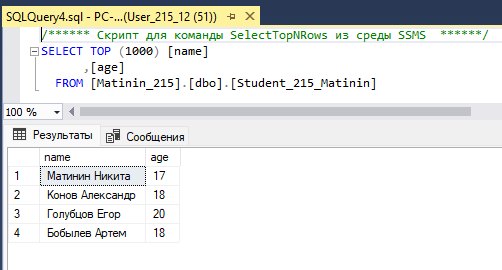 SQLQuery4.sql - PC-...(User_215_12 (51))
/****** Скрипт для команды SelectTopNRows из среды SSMS  ******/
SELECT TOP (1000) [name]
,[age]
FROM [Matinin_215].[dbo].[Student_215_Matinin]
100 %
Результаты Сообщения
name age
1 Матинин Никита 17
2 Конов Александр 18
3 Голубцов Егор 20
4 Бобылев Артем 18